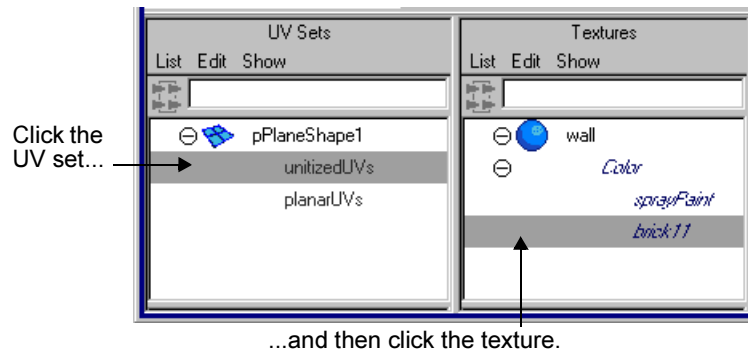 UV Sets
List Edit Show
pPlaneShape1
unitizedUVs
planarUVs
Textures
List Edit Show
wall
Color
sprayPaint
brick11
Click the
UV set...
...and then click the texture.